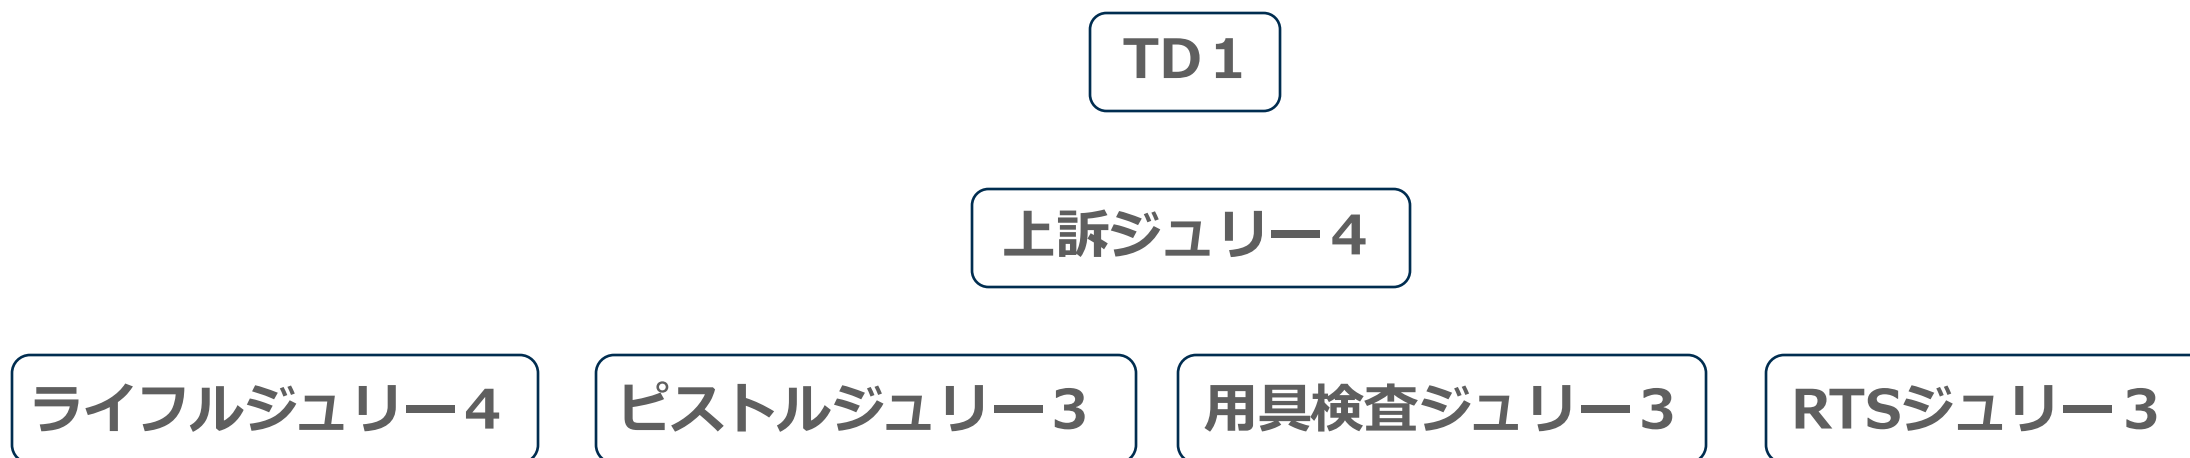 TD１
上訴ジュリー４
ライフルジュリー４
ピストルジュリー３
用具検査ジュリー３
RTSジュリー３